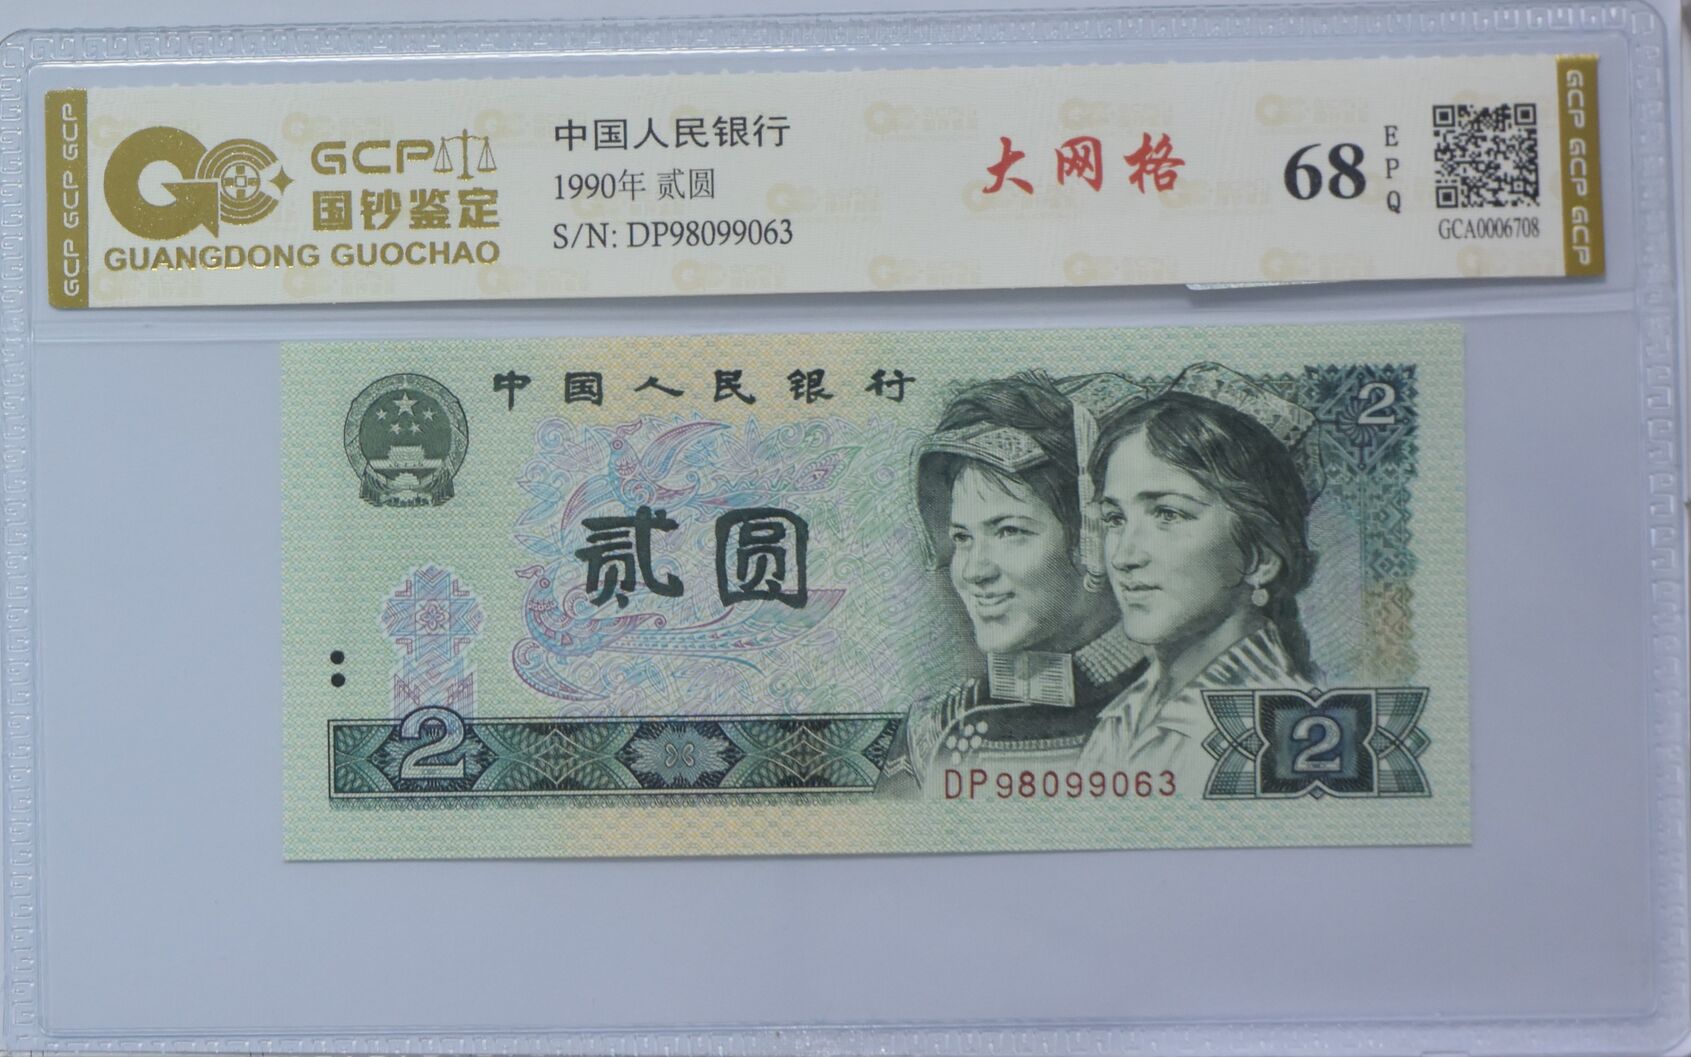 GCP GCP GCP
GCP
国钞鉴定
GUANGDONG GUOCHAO
中国人民银行
1990年 贰圆
S/N: DP98099063
大网格
68
EPQ
GCA0006708
GCP GCP GCP
中国人民银行
2
贰圆
2
DP98099063
2